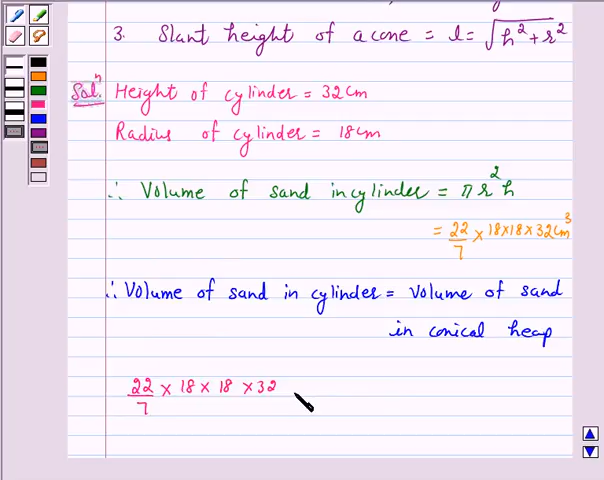 3. Slant height of a cone = l = √h²+r²
Solⁿ. Height of cylinder = 32 cm
Radius of cylinder = 18 cm
∴ Volume of sand in cylinder = πr²h
= 22/7 × 18×18×32 cm³
∴ Volume of sand in cylinder = Volume of sand
in conical heap
22/7 × 18 × 18 × 32